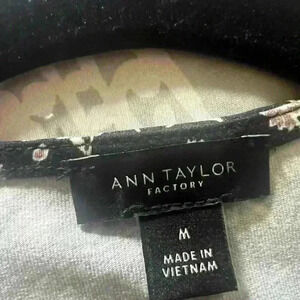 ANN TAYLOR
FACTORY
M
MADE IN
VIETNAM